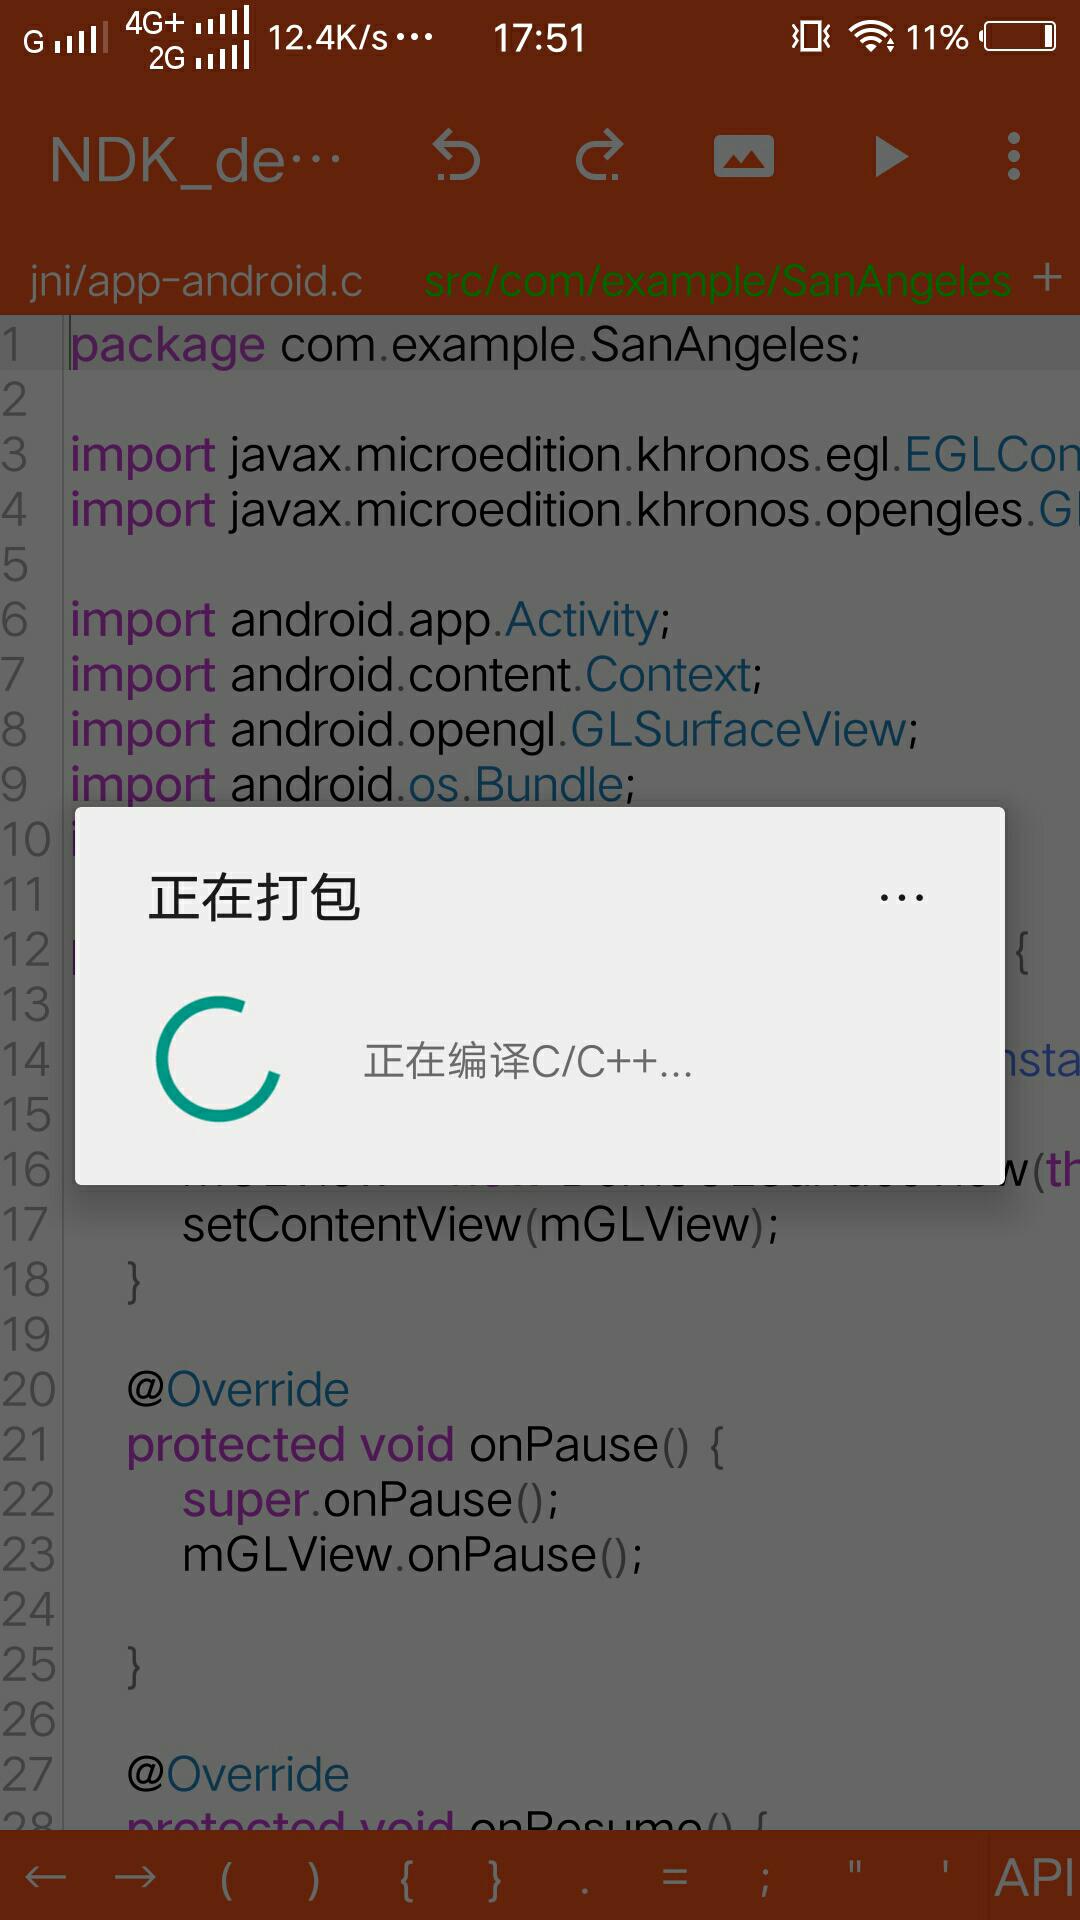 G 4G+ 2G 12.4K/s··· 17:51 11%
NDK_de···
jni/app-android.c src/com/example/SanAngeles +
1 package com.example.SanAngeles;
2
3 import javax.microedition.khronos.egl.EGLCon
4 import javax.microedition.khronos.opengles.G
5
6 import android.app.Activity;
7 import android.content.Context;
8 import android.opengl.GLSurfaceView;
9 import android.os.Bundle;
10
11
12 {
13
14 nsta
15
16 w(th
17 setContentView(mGLView);
18 }
19
20 @Override
21 protected void onPause() {
22 super.onPause();
23 mGLView.onPause();
24
25 }
26
27 @Override
28 protected void onResume() {
正在打包 ···
正在编译C/C++...
← → ( ) { } . = ; " ' API